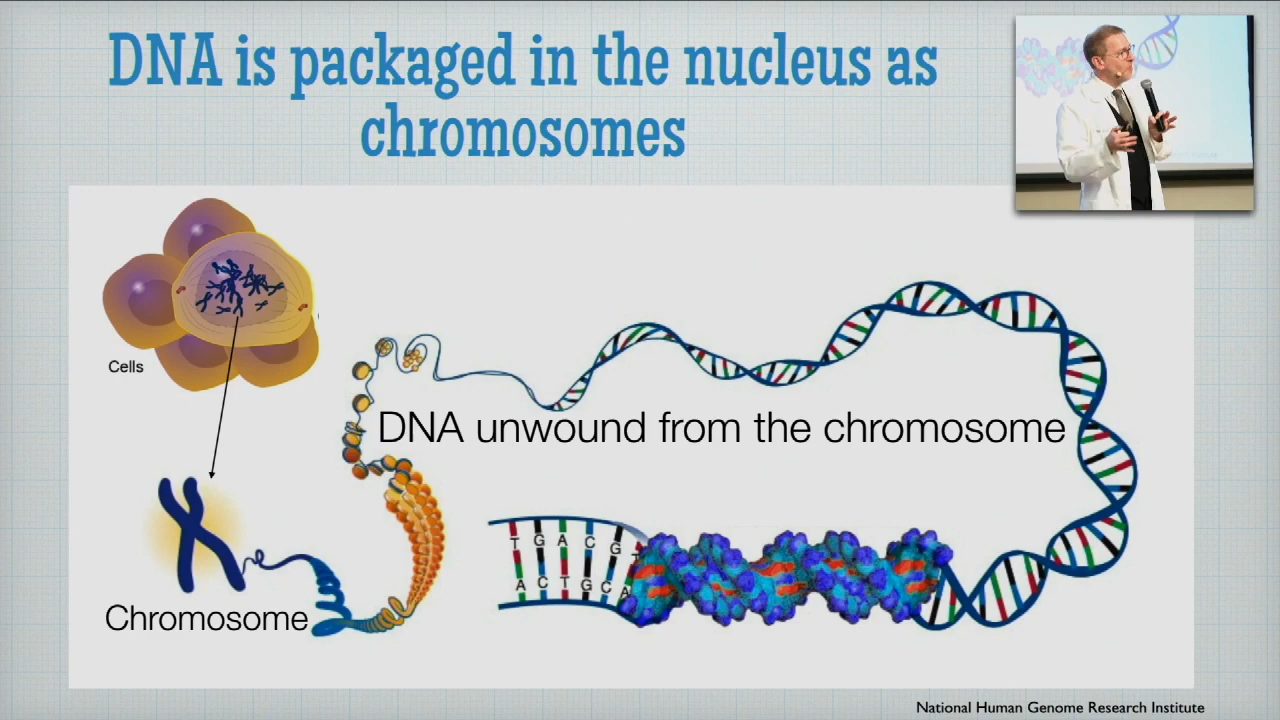 DNA is packaged in the nucleus as
chromosomes
Cells
DNA unwound from the chromosome
T G A C G T
A C T G C A
Chromosome
National Human Genome Research Institute